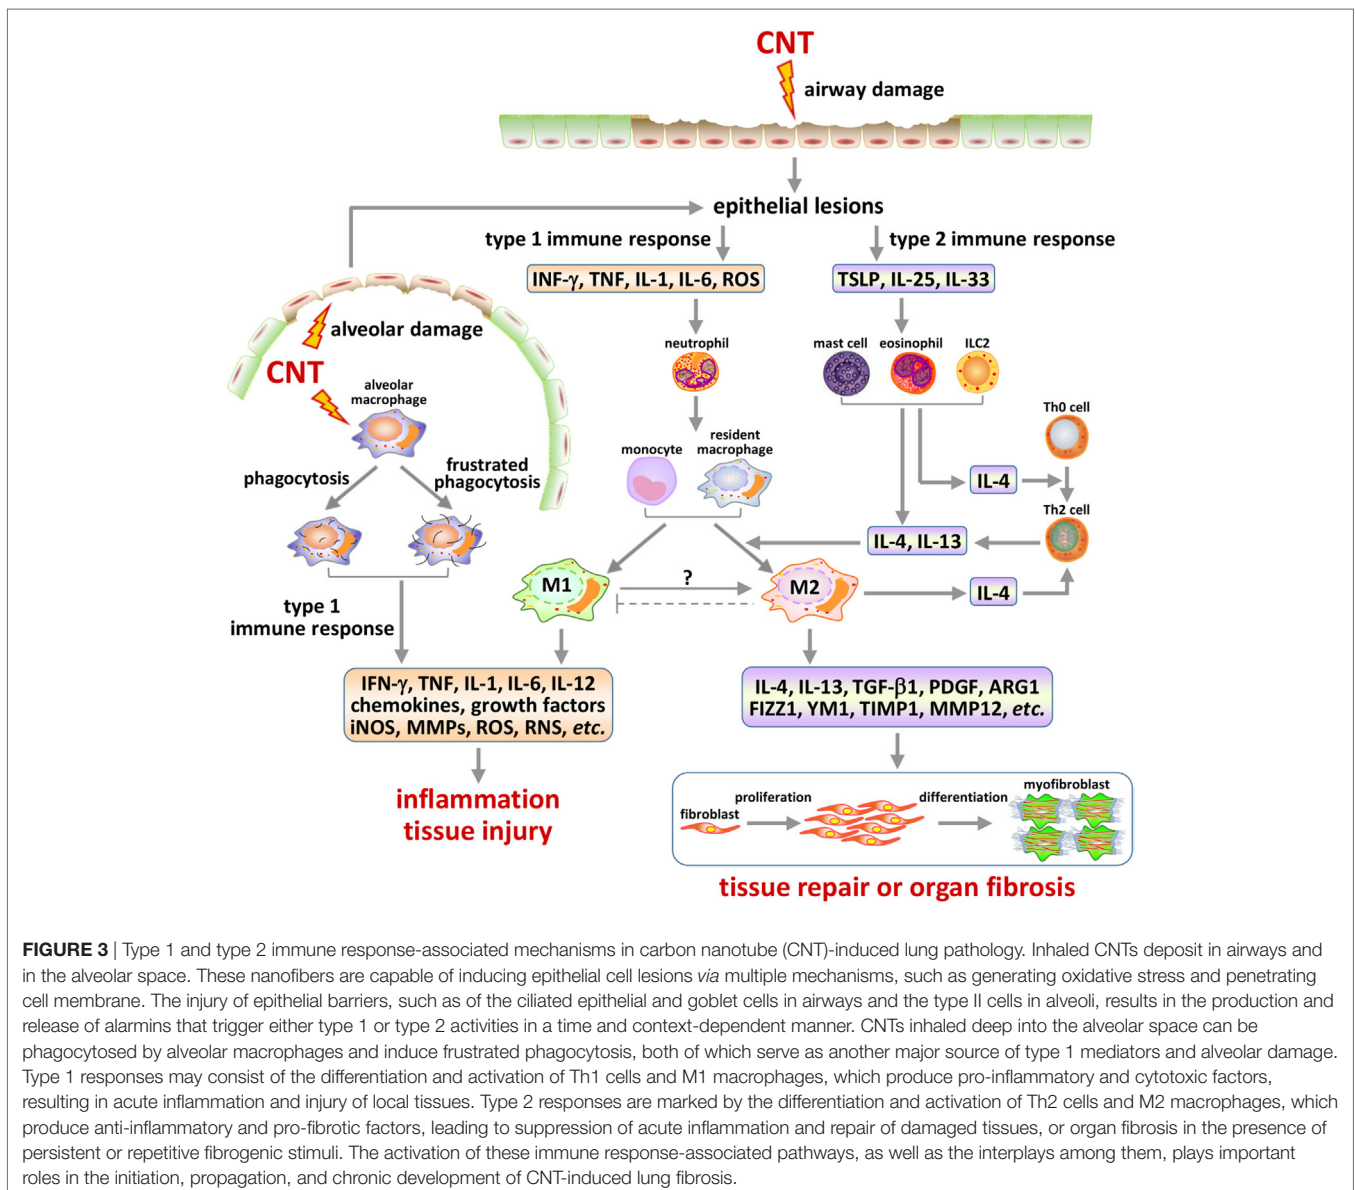 CNT
airway damage
epithelial lesions
type 1 immune response
type 2 immune response
INF-γ, TNF, IL-1, IL-6, ROS
TSLP, IL-25, IL-33
alveolar damage
CNT
alveolar
macrophage
neutrophil
mast cell
eosinophil
ILC2
Th0 cell
phagocytosis
frustrated
phagocytosis
monocyte
resident
macrophage
IL-4
Th2 cell
IL-4, IL-13
M1
?
M2
IL-4
type 1
immune response
IFN-γ, TNF, IL-1, IL-6, IL-12
chemokines, growth factors
iNOS, MMPs, ROS, RNS, etc.
IL-4, IL-13, TGF-β1, PDGF, ARG1
FIZZ1, YM1, TIMP1, MMP12, etc.
inflammation
tissue injury
fibroblast
proliferation
differentiation
myofibroblast
tissue repair or organ fibrosis
FIGURE 3 | Type 1 and type 2 immune response-associated mechanisms in carbon nanotube (CNT)-induced lung pathology. Inhaled CNTs deposit in airways and
in the alveolar space. These nanofibers are capable of inducing epithelial cell lesions via multiple mechanisms, such as generating oxidative stress and penetrating
cell membrane. The injury of epithelial barriers, such as of the ciliated epithelial and goblet cells in airways and the type II cells in alveoli, results in the production and
release of alarmins that trigger either type 1 or type 2 activities in a time and context-dependent manner. CNTs inhaled deep into the alveolar space can be
phagocytosed by alveolar macrophages and induce frustrated phagocytosis, both of which serve as another major source of type 1 mediators and alveolar damage.
Type 1 responses may consist of the differentiation and activation of Th1 cells and M1 macrophages, which produce pro-inflammatory and cytotoxic factors,
resulting in acute inflammation and injury of local tissues. Type 2 responses are marked by the differentiation and activation of Th2 cells and M2 macrophages, which
produce anti-inflammatory and pro-fibrotic factors, leading to suppression of acute inflammation and repair of damaged tissues, or organ fibrosis in the presence of
persistent or repetitive fibrogenic stimuli. The activation of these immune response-associated pathways, as well as the interplays among them, plays important
roles in the initiation, propagation, and chronic development of CNT-induced lung fibrosis.